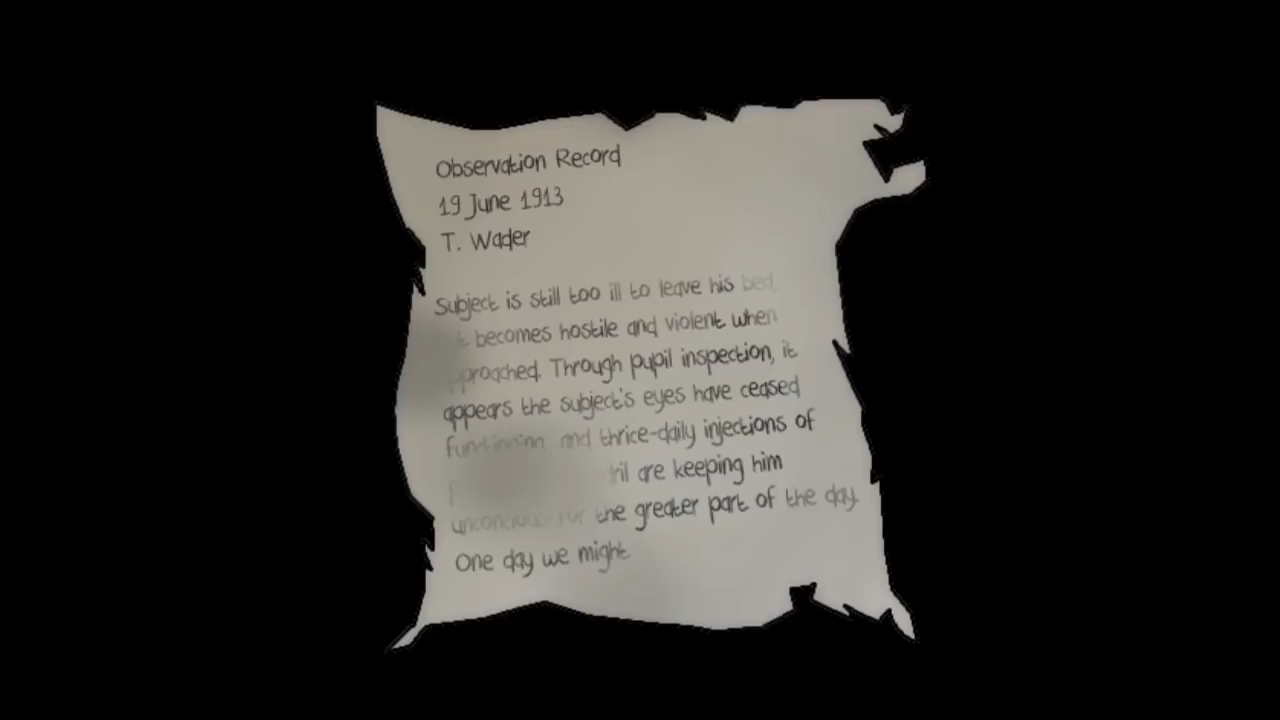 Observation Record
19 June 1913
T. Wader
Subject is still too ill to leave his bed.
becomes hostile and violent when
proached. Through pupil inspection, it
appears the subject's eyes have ceased
and thrice-daily injections of
are keeping him
the greater part of the day.
One day we might